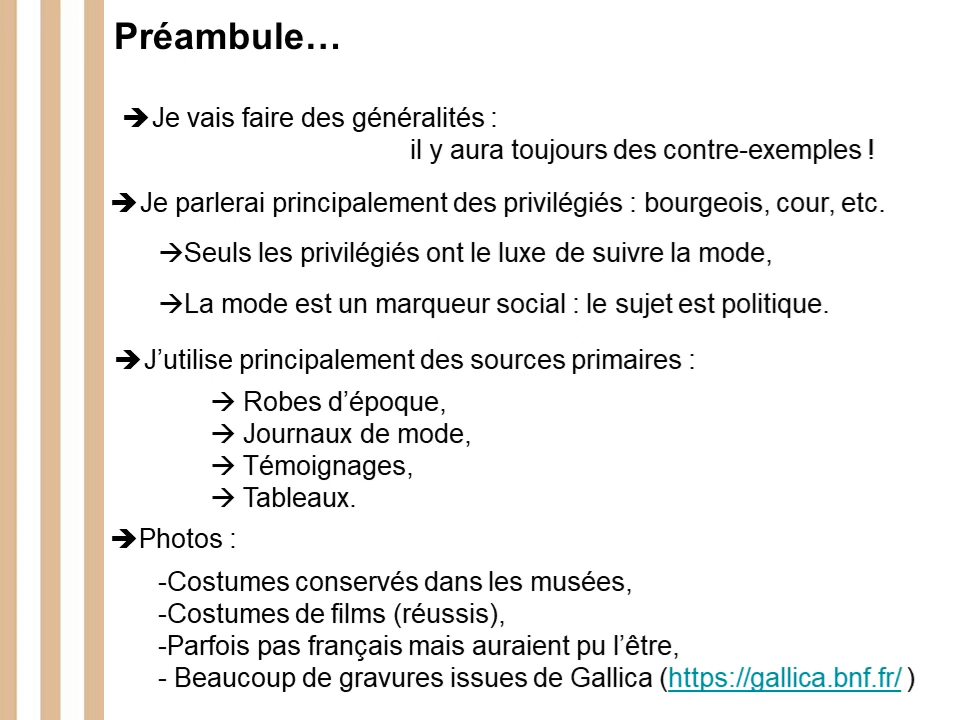 Préambule…
➔Je vais faire des généralités :
il y aura toujours des contre-exemples !
➔Je parlerai principalement des privilégiés : bourgeois, cour, etc.
→Seuls les privilégiés ont le luxe de suivre la mode,
→La mode est un marqueur social : le sujet est politique.
➔J’utilise principalement des sources primaires :
→ Robes d’époque,
→ Journaux de mode,
→ Témoignages,
→ Tableaux.
➔Photos :
-Costumes conservés dans les musées,
-Costumes de films (réussis),
-Parfois pas français mais auraient pu l’être,
- Beaucoup de gravures issues de Gallica (https://gallica.bnf.fr/ )